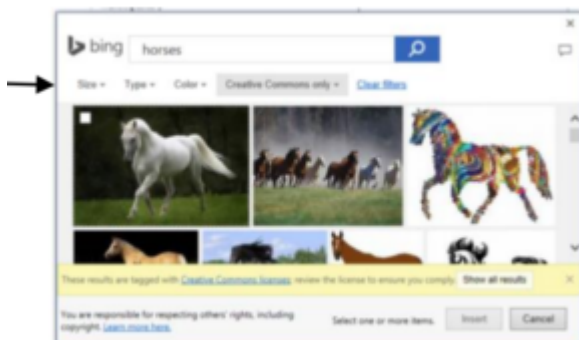 bing
horses
Size Type Color Creative Commons only Clear filters
These results are tagged with Creative Commons licenses; review the license to ensure you comply. Show all results
You are responsible for respecting others' rights, including
copyright. Learn more here.
Select one or more items. Insert Cancel